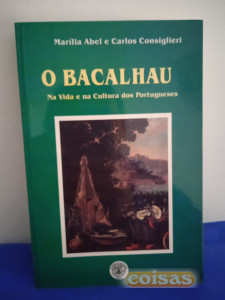 Marília Abel e Carlos Consiglieri
O BACALHAU
Na Vida e na Cultura dos Portugueses
coisas